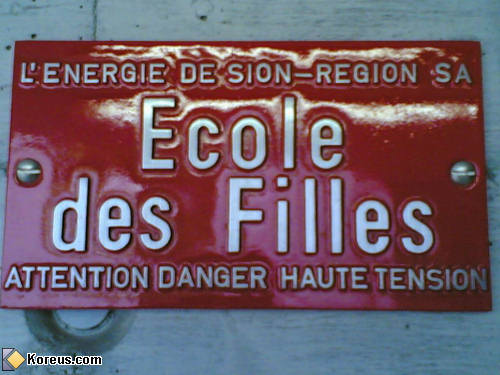 L'ENERGIE DE SION-REGION SA
Ecole
des Filles
ATTENTION DANGER HAUTE TENSION
Koreus.com